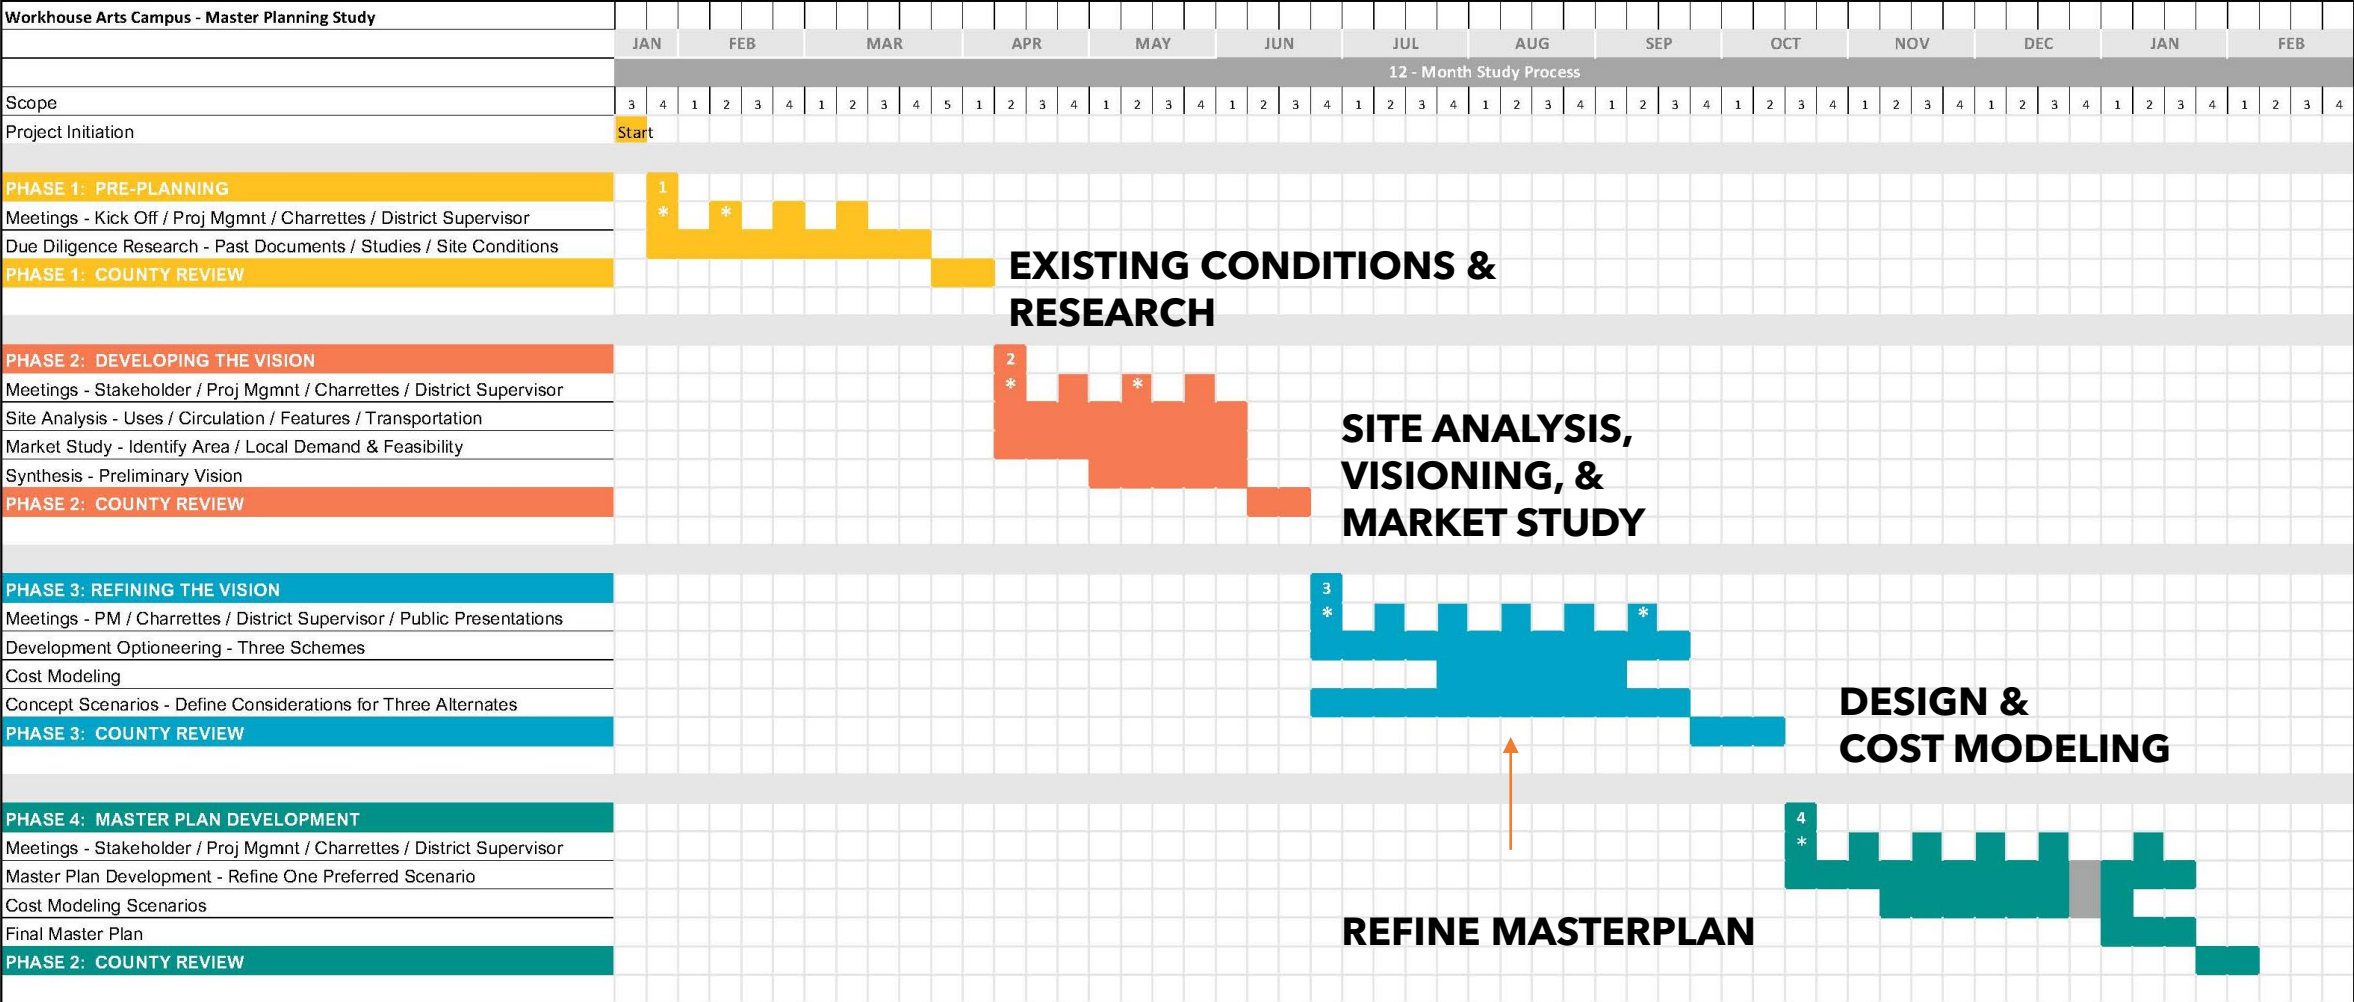 Workhouse Arts Campus - Master Planning Study
JAN FEB MAR APR MAY JUN JUL AUG SEP OCT NOV DEC JAN FEB
12 - Month Study Process
Scope 3 4 1 2 3 4 1 2 3 4 5 1 2 3 4 1 2 3 4 1 2 3 4 1 2 3 4 1 2 3 4 1 2 3 4 1 2 3 4 1 2 3 4 1 2 3 4 1 2 3 4 1 2 3 4
Project Initiation Start
PHASE 1: PRE-PLANNING 1
Meetings - Kick Off / Proj Mgmnt / Charrettes / District Supervisor * *
Due Diligence Research - Past Documents / Studies / Site Conditions
PHASE 1: COUNTY REVIEW
EXISTING CONDITIONS &
RESEARCH
PHASE 2: DEVELOPING THE VISION 2
Meetings - Stakeholder / Proj Mgmnt / Charrettes / District Supervisor * *
Site Analysis - Uses / Circulation / Features / Transportation
Market Study - Identify Area / Local Demand & Feasibility
Synthesis - Preliminary Vision
PHASE 2: COUNTY REVIEW
SITE ANALYSIS,
VISIONING, &
MARKET STUDY
PHASE 3: REFINING THE VISION 3
Meetings - PM / Charrettes / District Supervisor / Public Presentations * *
Development Optioneering - Three Schemes
Cost Modeling
Concept Scenarios - Define Considerations for Three Alternates
PHASE 3: COUNTY REVIEW
DESIGN &
COST MODELING
PHASE 4: MASTER PLAN DEVELOPMENT 4
Meetings - Stakeholder / Proj Mgmnt / Charrettes / District Supervisor *
Master Plan Development - Refine One Preferred Scenario
Cost Modeling Scenarios
Final Master Plan
REFINE MASTERPLAN
PHASE 2: COUNTY REVIEW